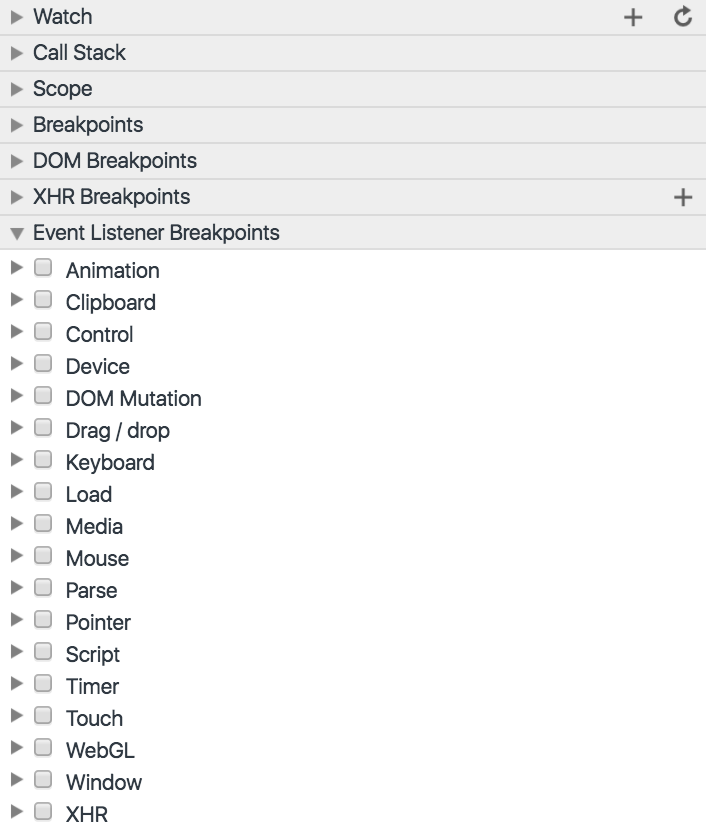 Watch
Call Stack
Scope
Breakpoints
DOM Breakpoints
XHR Breakpoints
Event Listener Breakpoints
Animation
Clipboard
Control
Device
DOM Mutation
Drag / drop
Keyboard
Load
Media
Mouse
Parse
Pointer
Script
Timer
Touch
WebGL
Window
XHR